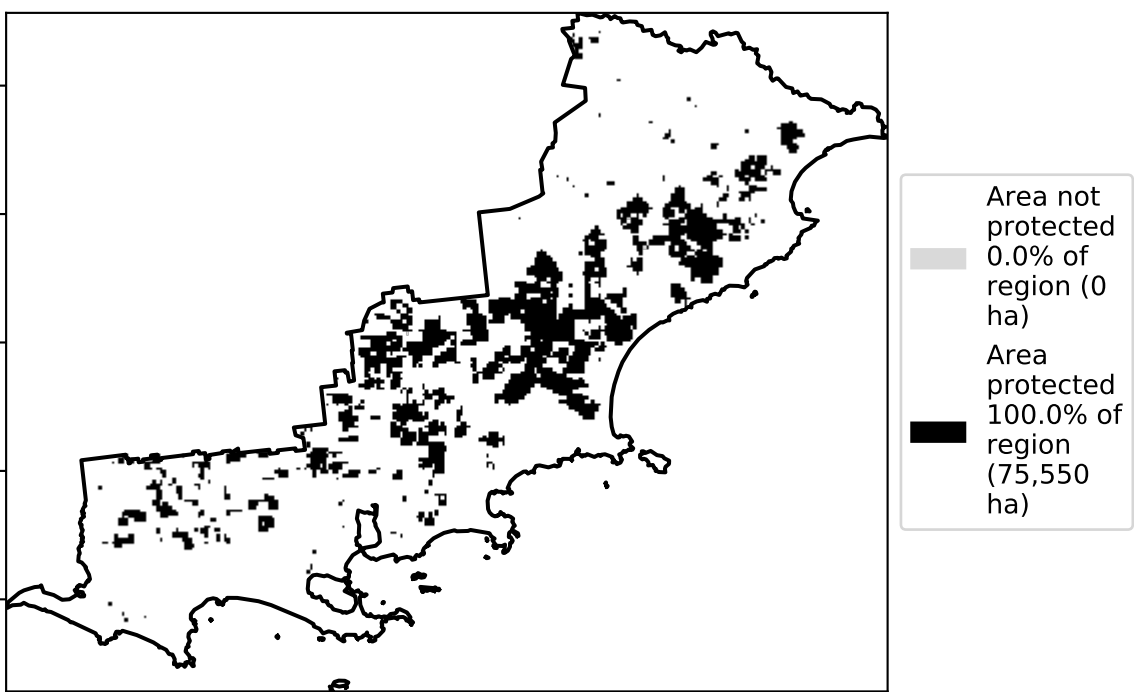 Area not
protected
0.0% of
region (0
ha)
Area
protected
100.0% of
region
(75,550
ha)